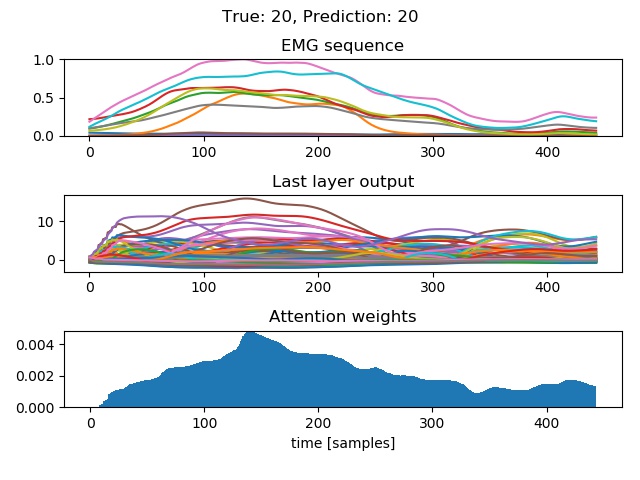 True: 20, Prediction: 20
EMG sequence
1.0
0.5
0.0
0 100 200 300 400
Last layer output
10
0
0 100 200 300 400
Attention weights
0.004
0.002
0.000
0 100 200 300 400
time [samples]